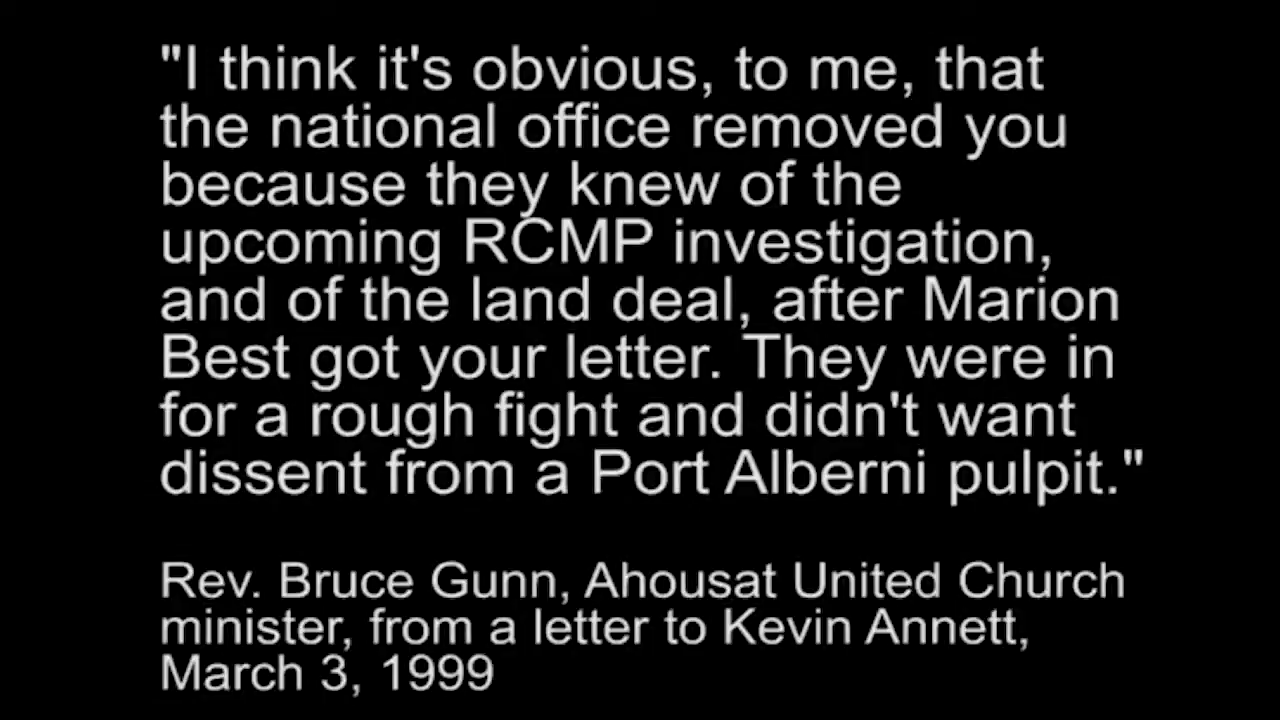 "I think it's obvious, to me, that
the national office removed you
because they knew of the
upcoming RCMP investigation,
and of the land deal, after Marion
Best got your letter. They were in
for a rough fight and didn't want
dissent from a Port Alberni pulpit."
Rev. Bruce Gunn, Ahousat United Church
minister, from a letter to Kevin Annett,
March 3, 1999